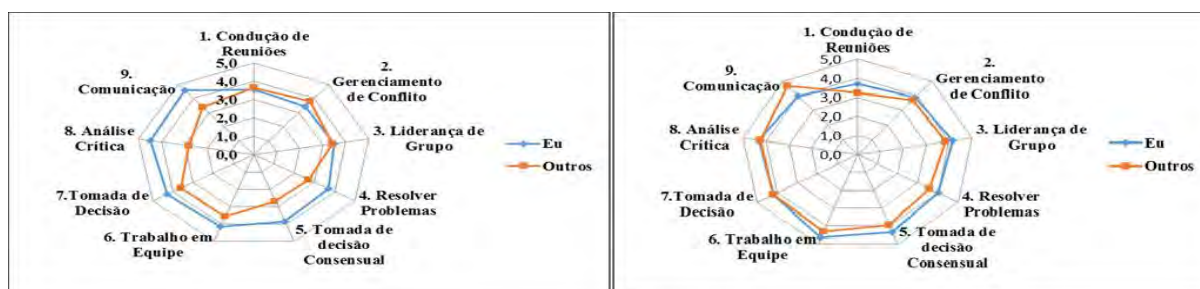 1. Condução de
Reuniões
5,0
4,0
3,0
2,0
1,0
0,0
2.
Gerenciamento
de Conflito
3. Liderança de
Grupo
4. Resolver
Problemas
5. Tomada de
decisão
Consensual
6. Trabalho em
Equipe
7.Tomada de
Decisão
8. Análise
Crítica
9.
Comunicação
Eu
Outros
1. Condução de
Reuniões
5,0
4,0
3,0
2,0
1,0
0,0
2.
Gerenciamento
de Conflito
3. Liderança de
Grupo
4. Resolver
Problemas
5. Tomada de
decisão
Consensual
6. Trabalho em
Equipe
7.Tomada de
Decisão
8. Análise
Crítica
9.
Comunicação
Eu
Outros